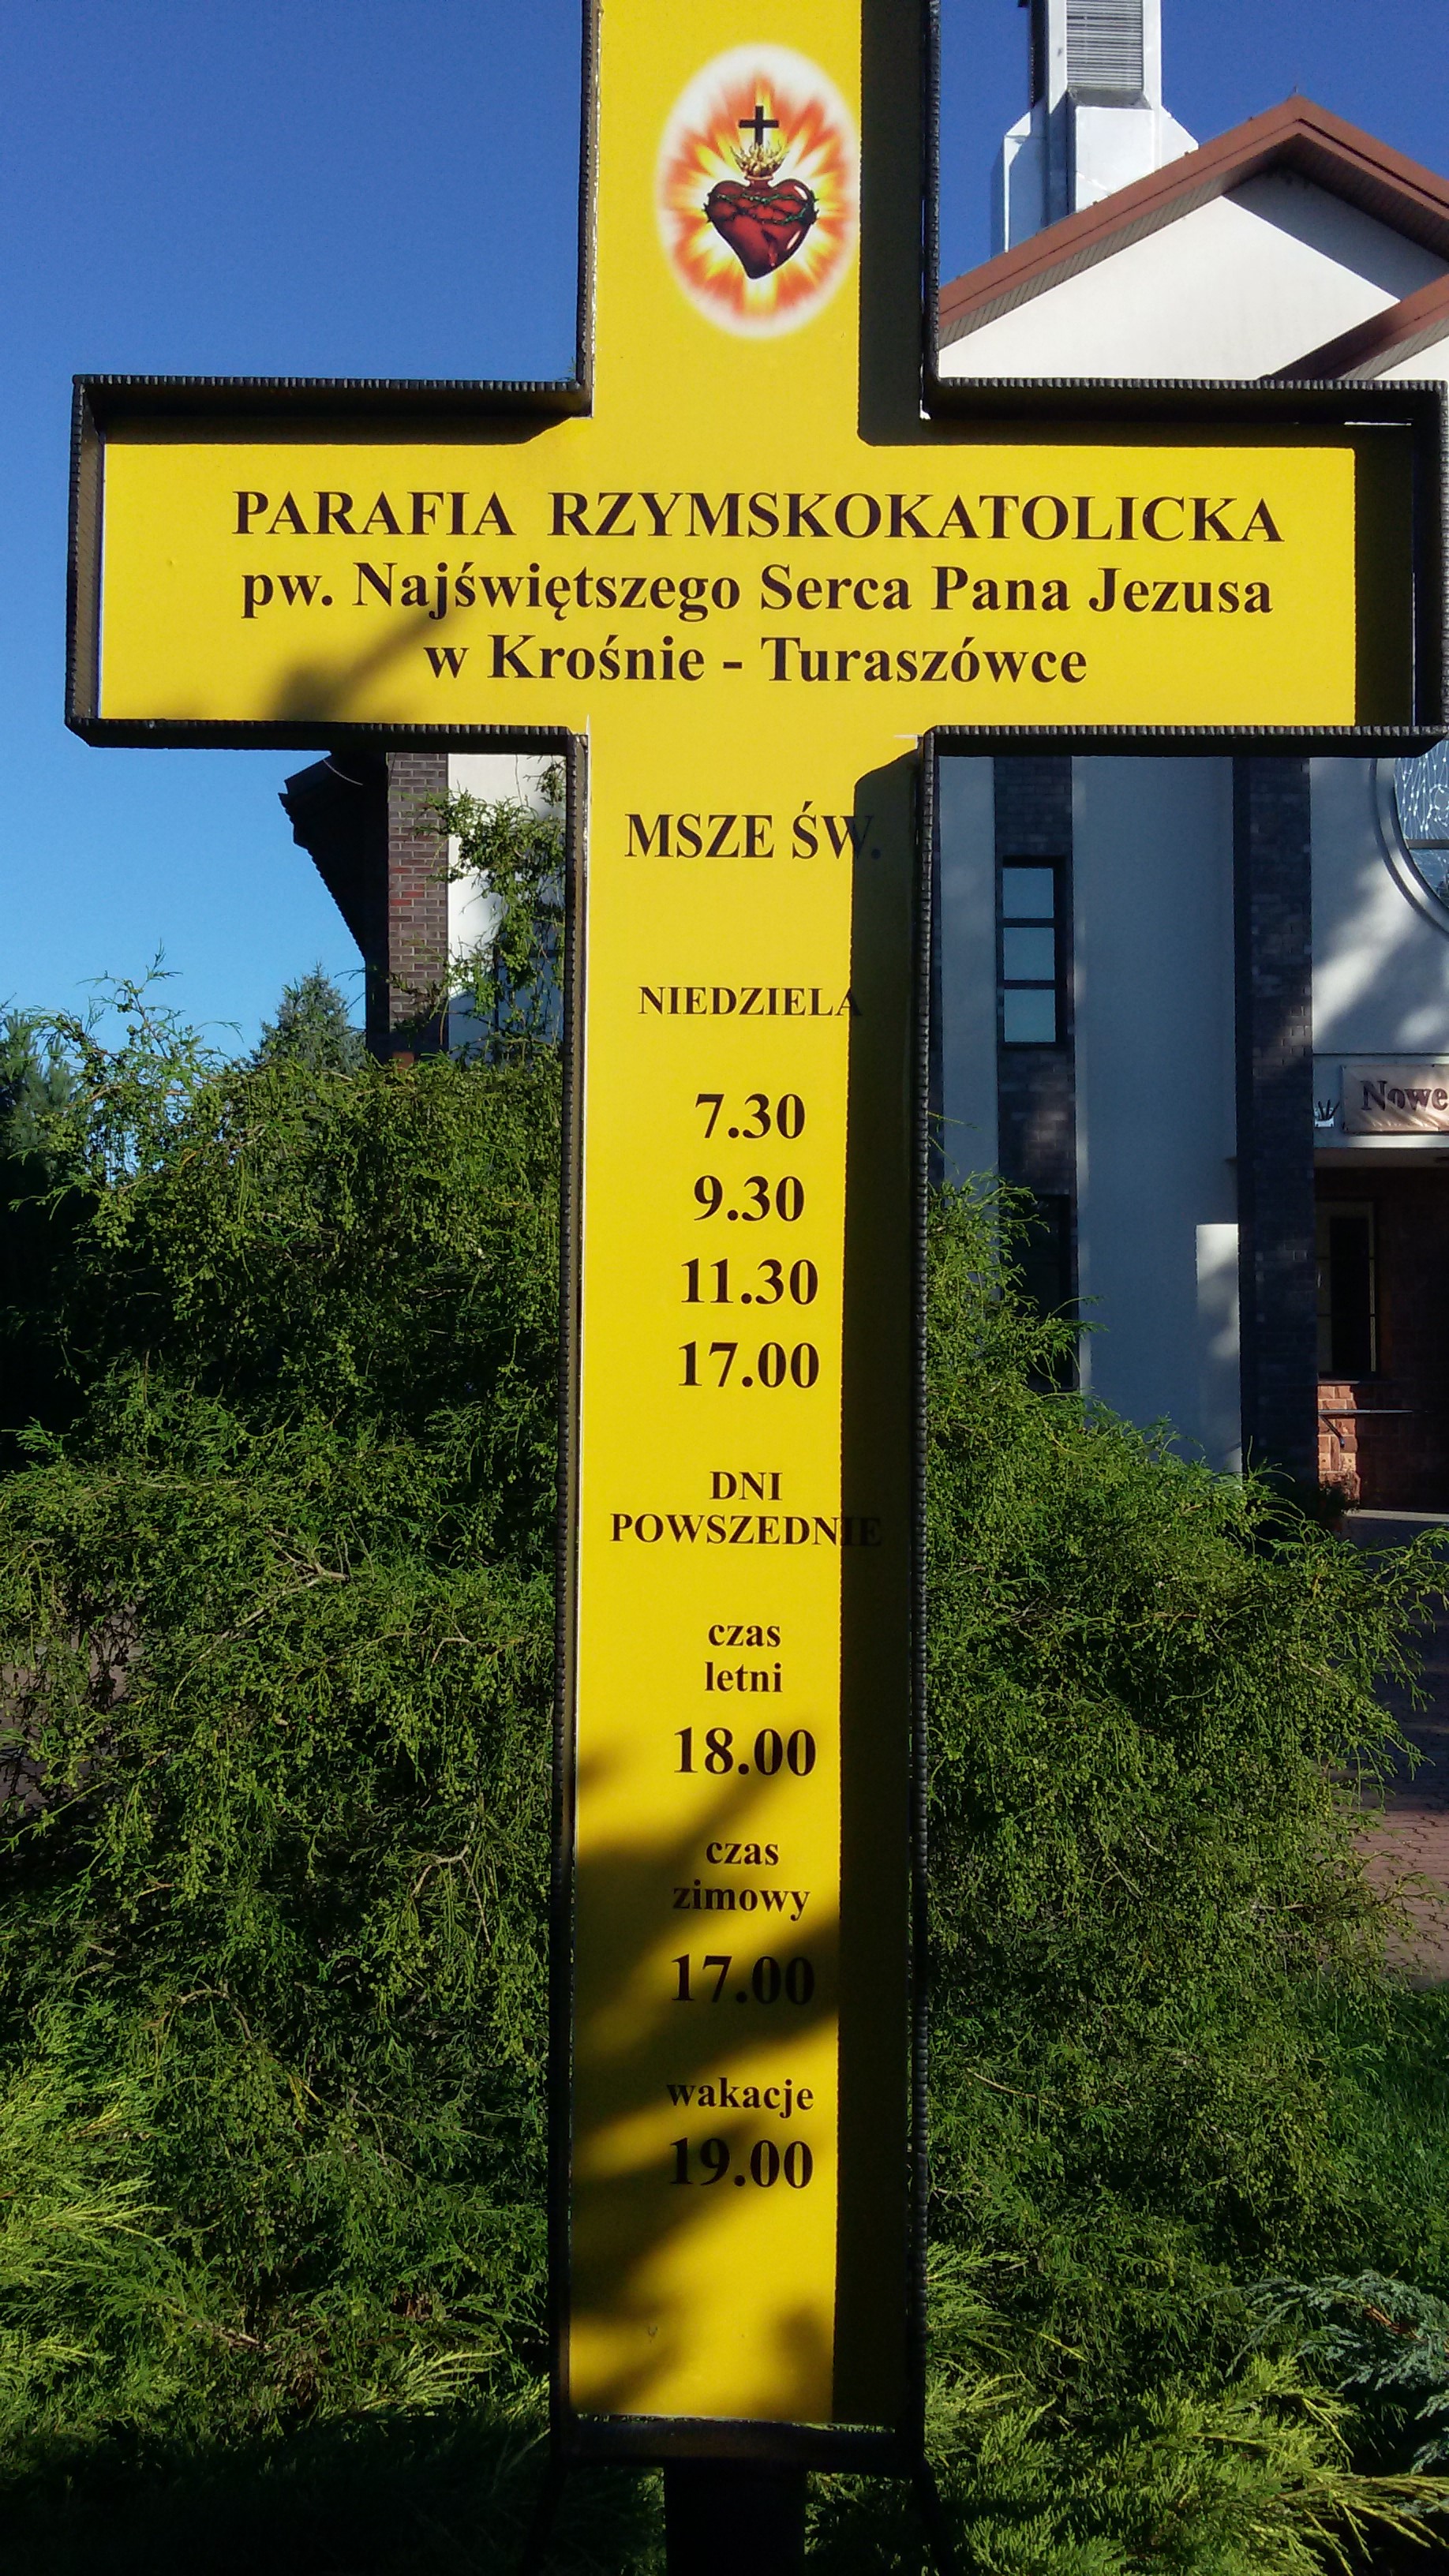 PARAFIA RZYMSKOKATOLICKA
pw. Najświętszego Serca Pana Jezusa
w Krośnie - Turaszówce
MSZE ŚW.
NIEDZIELA
7.30
9.30
11.30
17.00
DNI
POWSZEDNIE
czas
letni
18.00
czas
zimowy
17.00
wakacje
19.00
Nowe